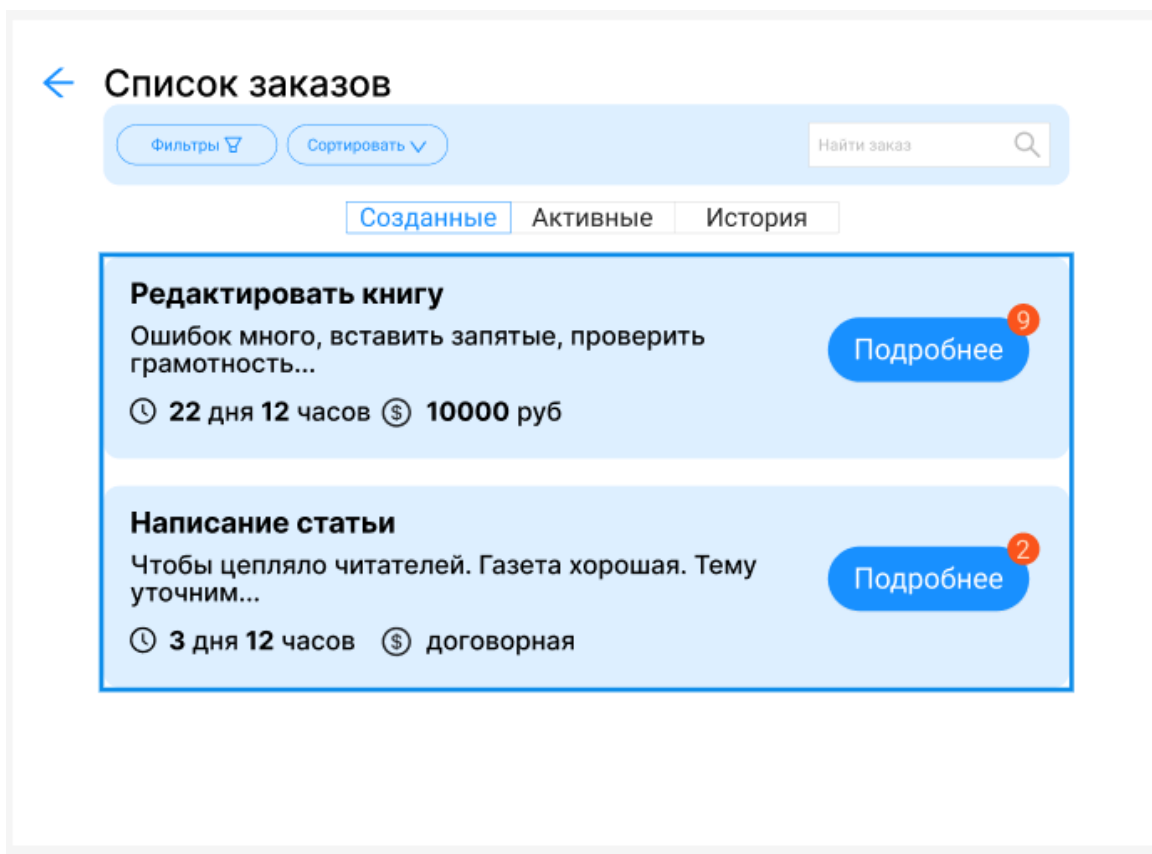 Список заказов
Фильтры Сортировать Найти заказ
Созданные Активные История
Редактировать книгу
Ошибок много, вставить запятые, проверить
грамотность...
9
Подробнее
22 дня 12 часов $ 10000 руб
Написание статьи
Чтобы цепляло читателей. Газета хорошая. Тему
уточним...
2
Подробнее
3 дня 12 часов $ договорная